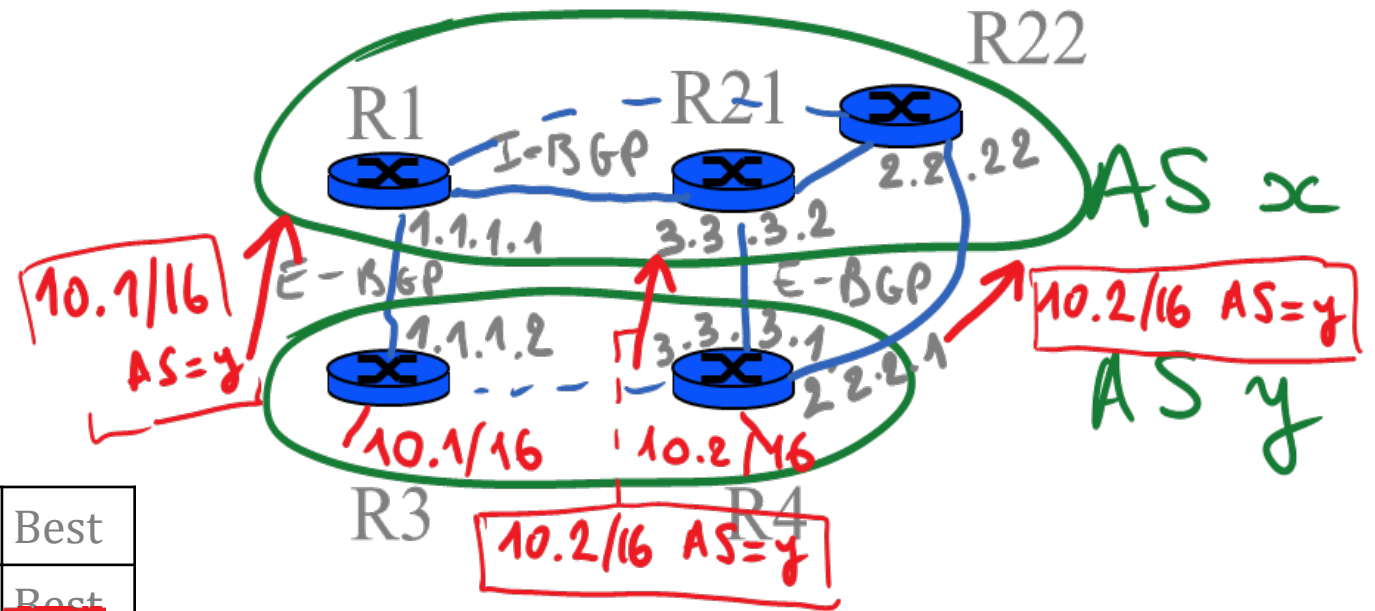 R22
R1
R21
I-BGP
2.2.2.22
AS x
1.1.1.1
3.3.3.2
10.1/16
AS=y
E-BGP
E-BGP
10.2/16 AS=y
1.1.1.2
3.3.3.1
2.2.2.1
AS y
10.1/16
10.2/16
R3
R4
10.2/16 AS=y
Best
Best